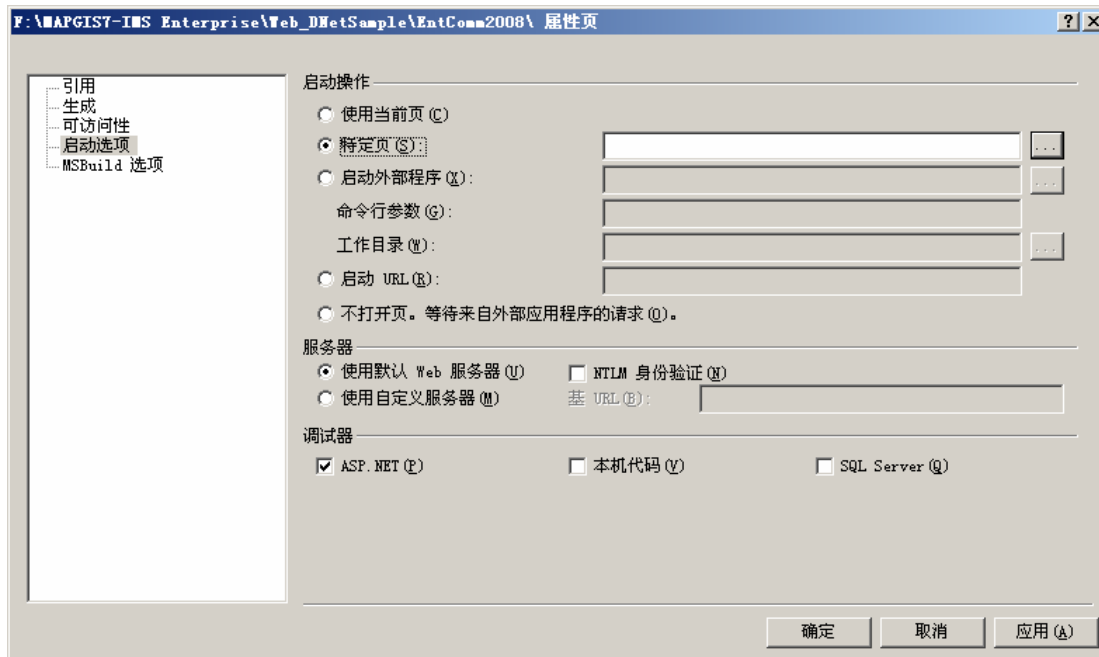 F:\MAPGIS7-IMS Enterprise\Web_DNetSample\EntComm2008\ 属性页
引用
生成
可访问性
启动选项
MSBuild 选项
启动操作
使用当前页(C)
特定页(S):
...
启动外部程序(X):
...
命令行参数(G):
工作目录(W):
...
启动 URL(R):
不打开页。等待来自外部应用程序的请求(O)。
服务器
使用默认 Web 服务器(U)
NTLM 身份验证(N)
使用自定义服务器(M)
基 URL(B):
调试器
ASP.NET(P)
本机代码(V)
SQL Server(Q)
确定
取消
应用(A)